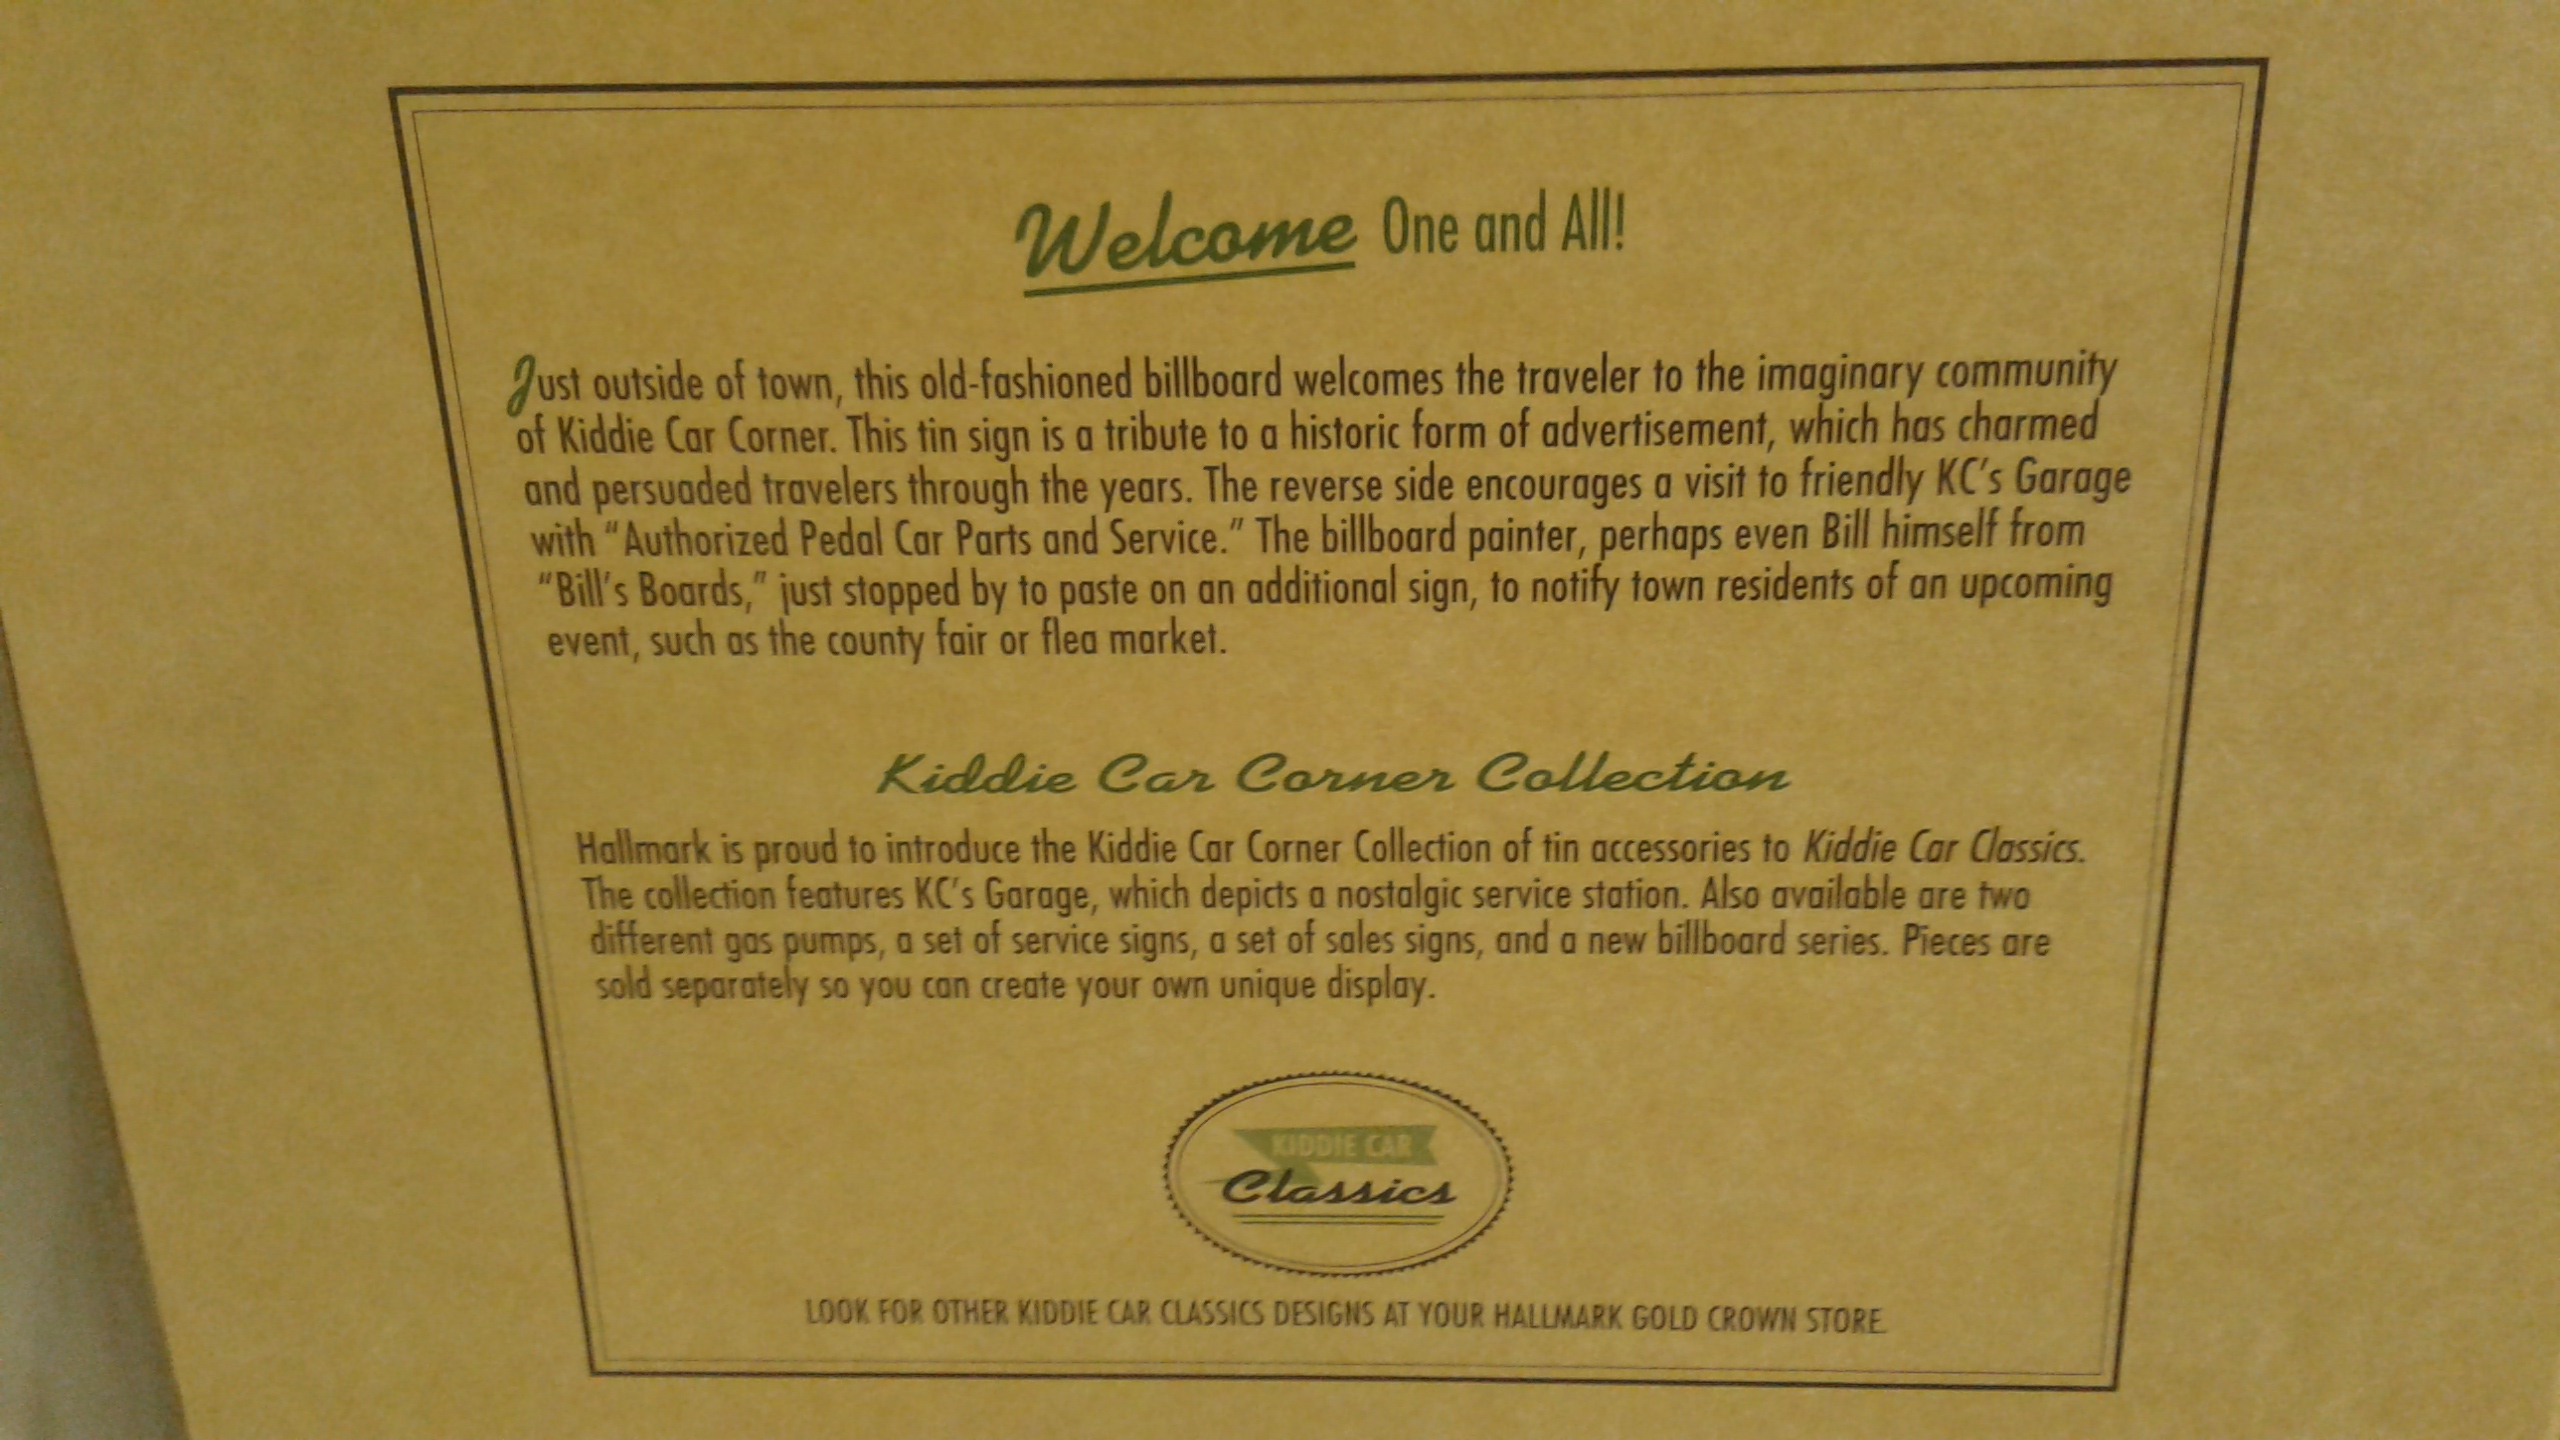 Welcome One and All!
Just outside of town, this old-fashioned billboard welcomes the traveler to the imaginary community
of Kiddie Car Corner. This tin sign is a tribute to a historic form of advertisement, which has charmed
and persuaded travelers through the years. The reverse side encourages a visit to friendly KC's Garage
with "Authorized Pedal Car Parts and Service." The billboard painter, perhaps even Bill himself from
"Bill's Boards," just stopped by to paste on an additional sign, to notify town residents of an upcoming
event, such as the county fair or flea market.
Kiddie Car Corner Collection
Hallmark is proud to introduce the Kiddie Car Corner Collection of tin accessories to Kiddie Car Classics.
The collection features KC's Garage, which depicts a nostalgic service station. Also available are two
different gas pumps, a set of service signs, a set of sales signs, and a new billboard series. Pieces are
sold separately so you can create your own unique display.
KIDDIE CAR
Classics
LOOK FOR OTHER KIDDIE CAR CLASSICS DESIGNS AT YOUR HALLMARK GOLD CROWN STORE.